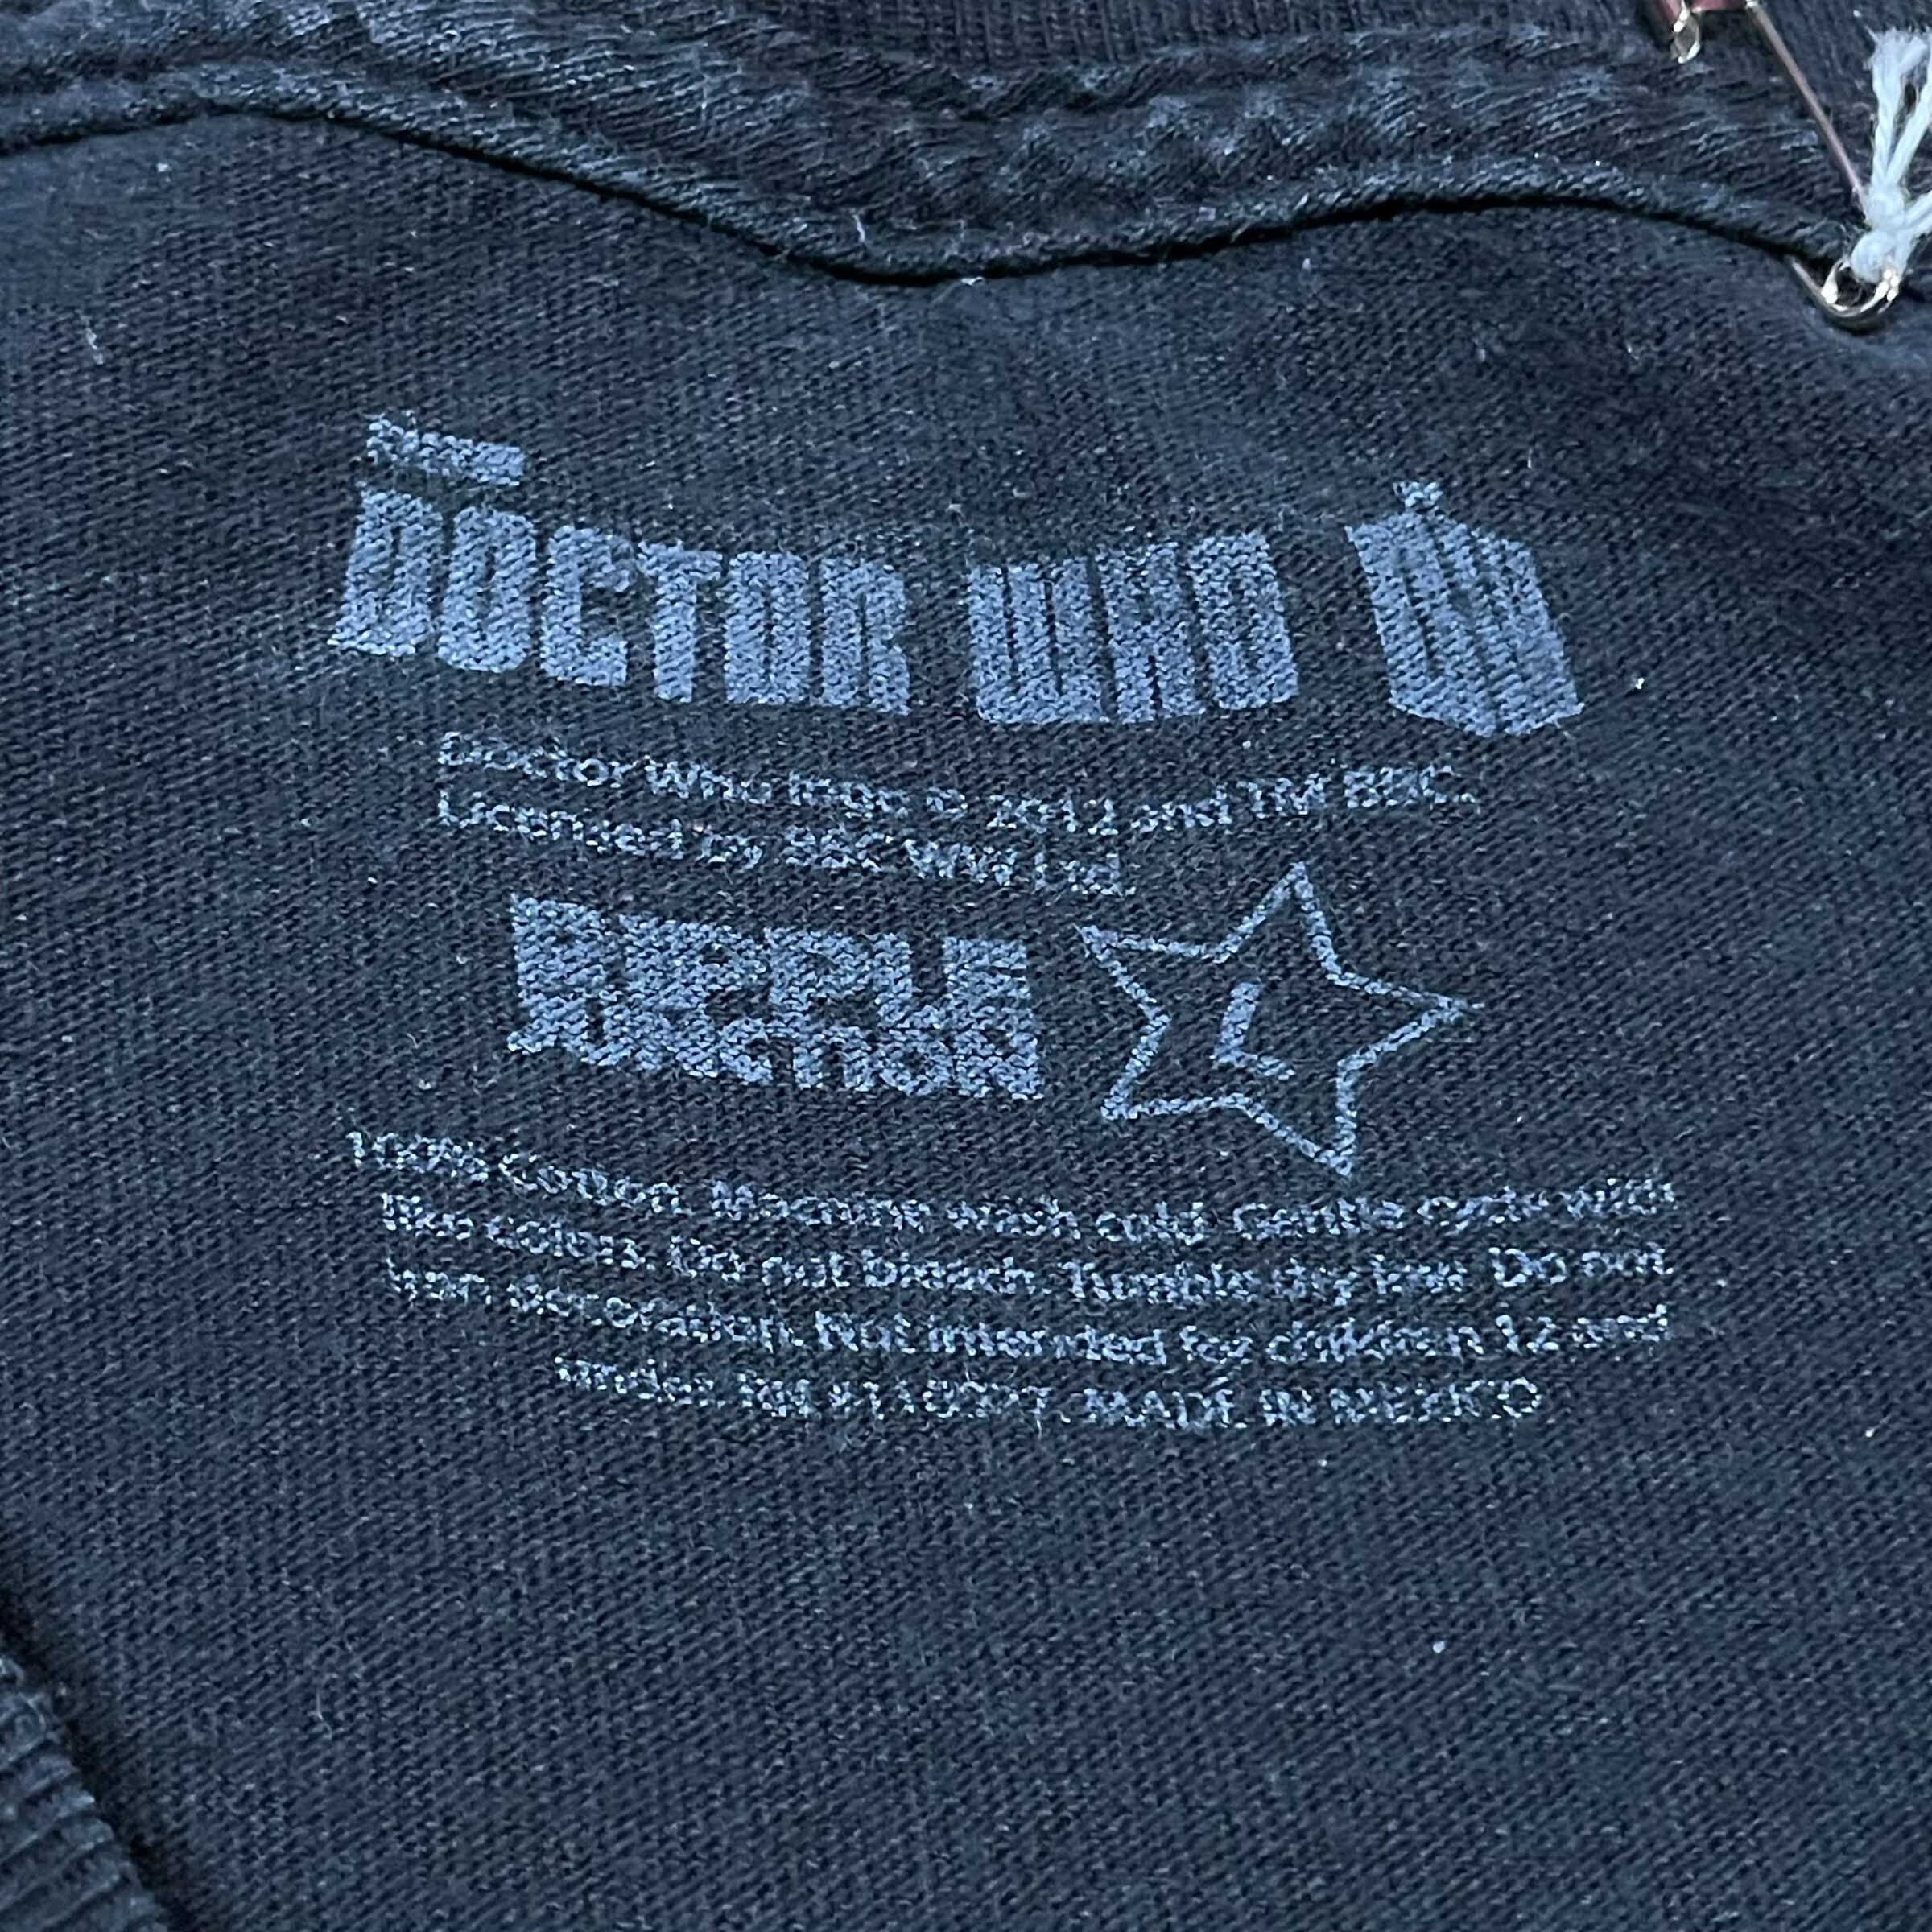 DOCTOR WHO DW
Doctor Who logo © 2012 and TM BBC.
Licensed by BBC WW Ltd.
RIPPLE
JUNCTION
L
100% Cotton. Machine wash cold. Gentle cycle with
like colors. Do not bleach. Tumble dry low. Do not
iron decoration. Not intended for children 12 and
under. RN # MADE IN MEXICO